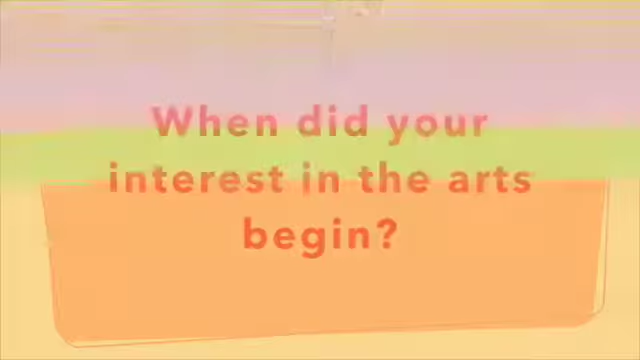 When did your
interest in the arts
begin?